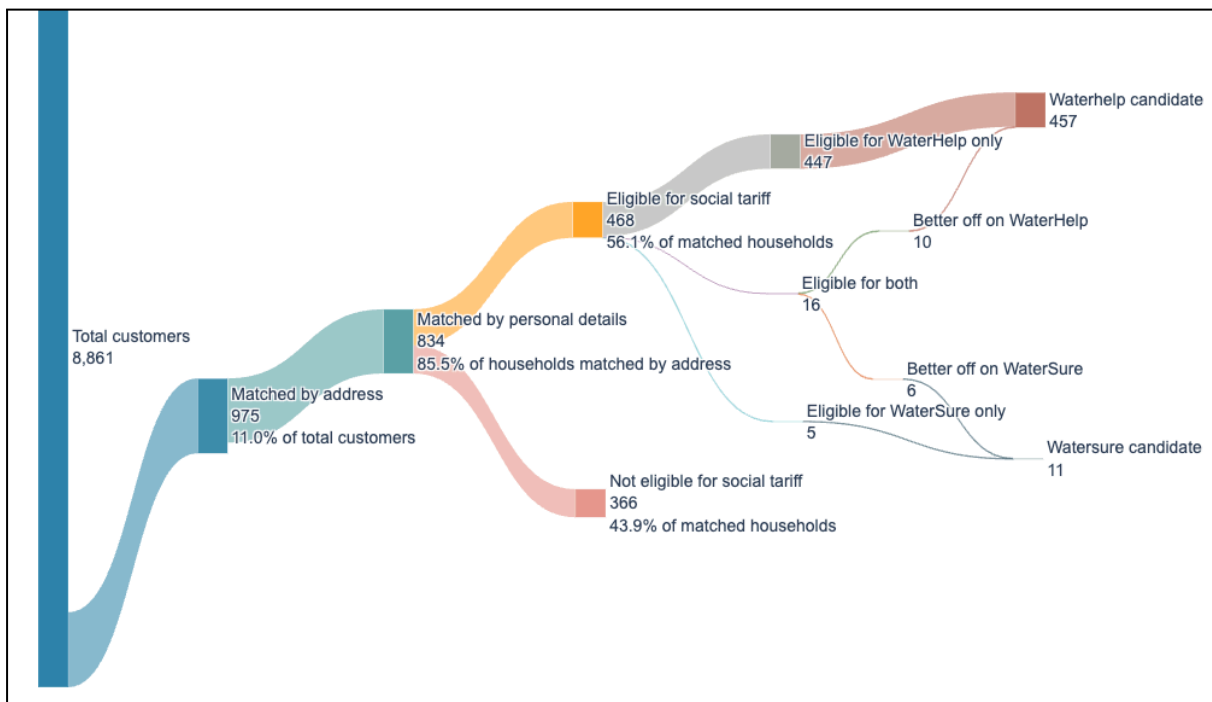 Total customers
8,861
Matched by address
975
11.0% of total customers
Matched by personal details
834
85.5% of households matched by address
Eligible for social tariff
468
56.1% of matched households
Not eligible for social tariff
366
43.9% of matched households
Eligible for WaterHelp only
447
Eligible for both
16
Eligible for WaterSure only
5
Better off on WaterHelp
10
Better off on WaterSure
6
Waterhelp candidate
457
Watersure candidate
11